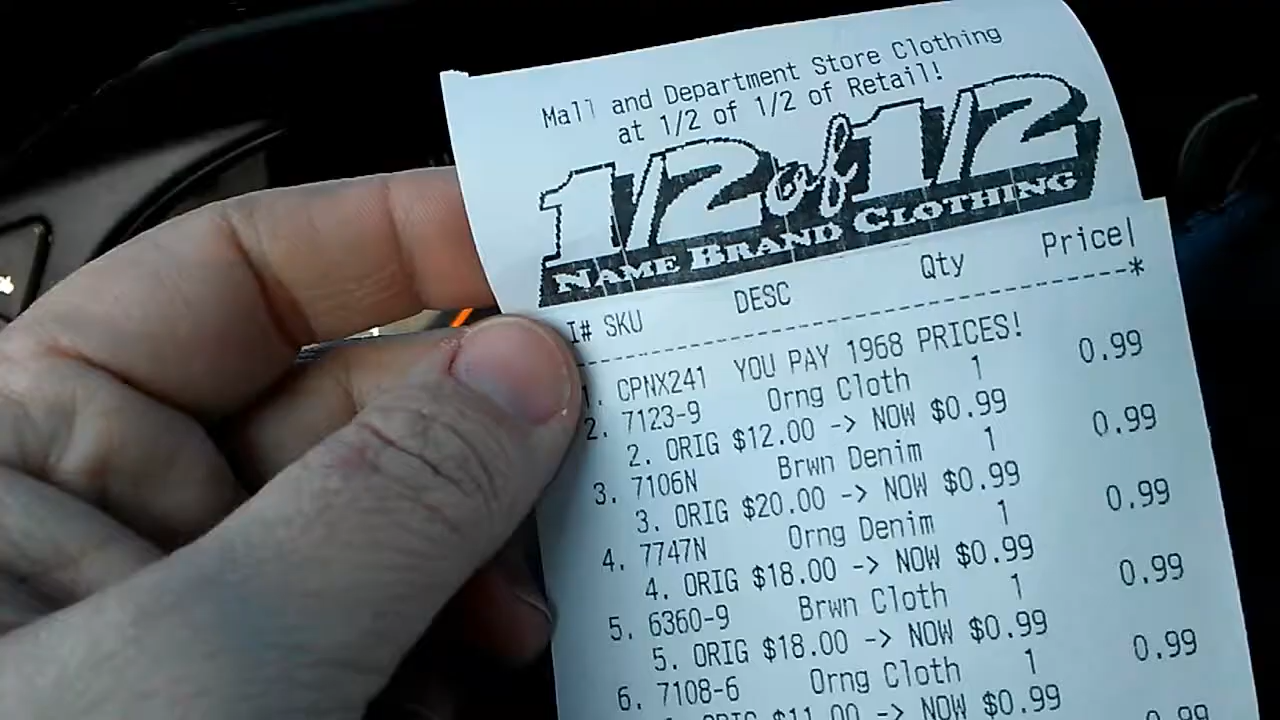 Mall and Department Store Clothing
at 1/2 of 1/2 of Retail!
1/2 of 1/2
NAME BRAND CLOTHING
I# SKU DESC Qty Price|
-----------------------------------------*
1. CPNX241 YOU PAY 1968 PRICES!
2. 7123-9 Orng Cloth 1 0.99
2. ORIG $12.00 -> NOW $0.99
3. 7106N Brwn Denim 1 0.99
3. ORIG $20.00 -> NOW $0.99
4. 7747N Orng Denim 1 0.99
4. ORIG $18.00 -> NOW $0.99
5. 6360-9 Brwn Cloth 1 0.99
5. ORIG $18.00 -> NOW $0.99
6. 7108-6 Orng Cloth 1 0.99
ORIG $11.00 -> NOW $0.99
0.99